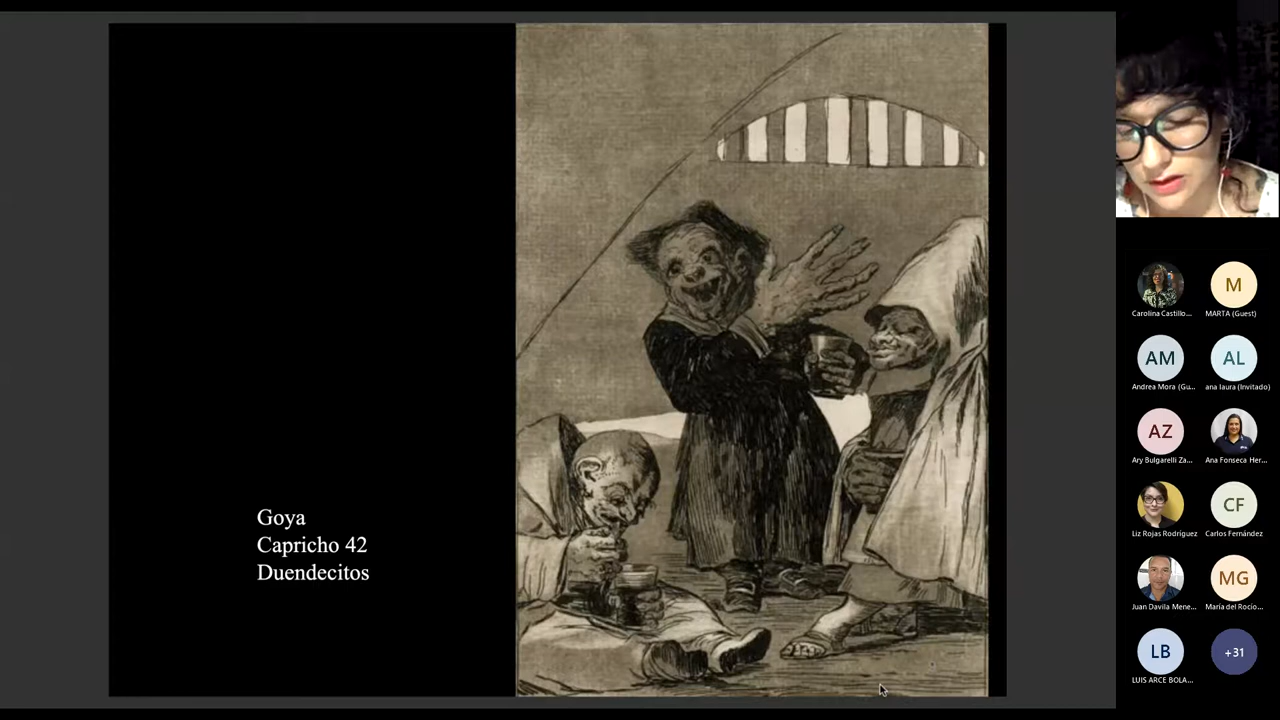 Goya
Capricho 42
Duendecitos
Carolina Castillo...
M
MARTA (Guest)
AM
Andrea Mora (Gu...
AL
ana laura (Invitado)
AZ
Ary Bulgarelli Za...
Ana Fonseca Her...
Liz Rojas Rodríguez
CF
Carlos Fernández
Juan Davila Mene...
MG
María del Rocío...
LB
LUIS ARCE BOLA...
+31